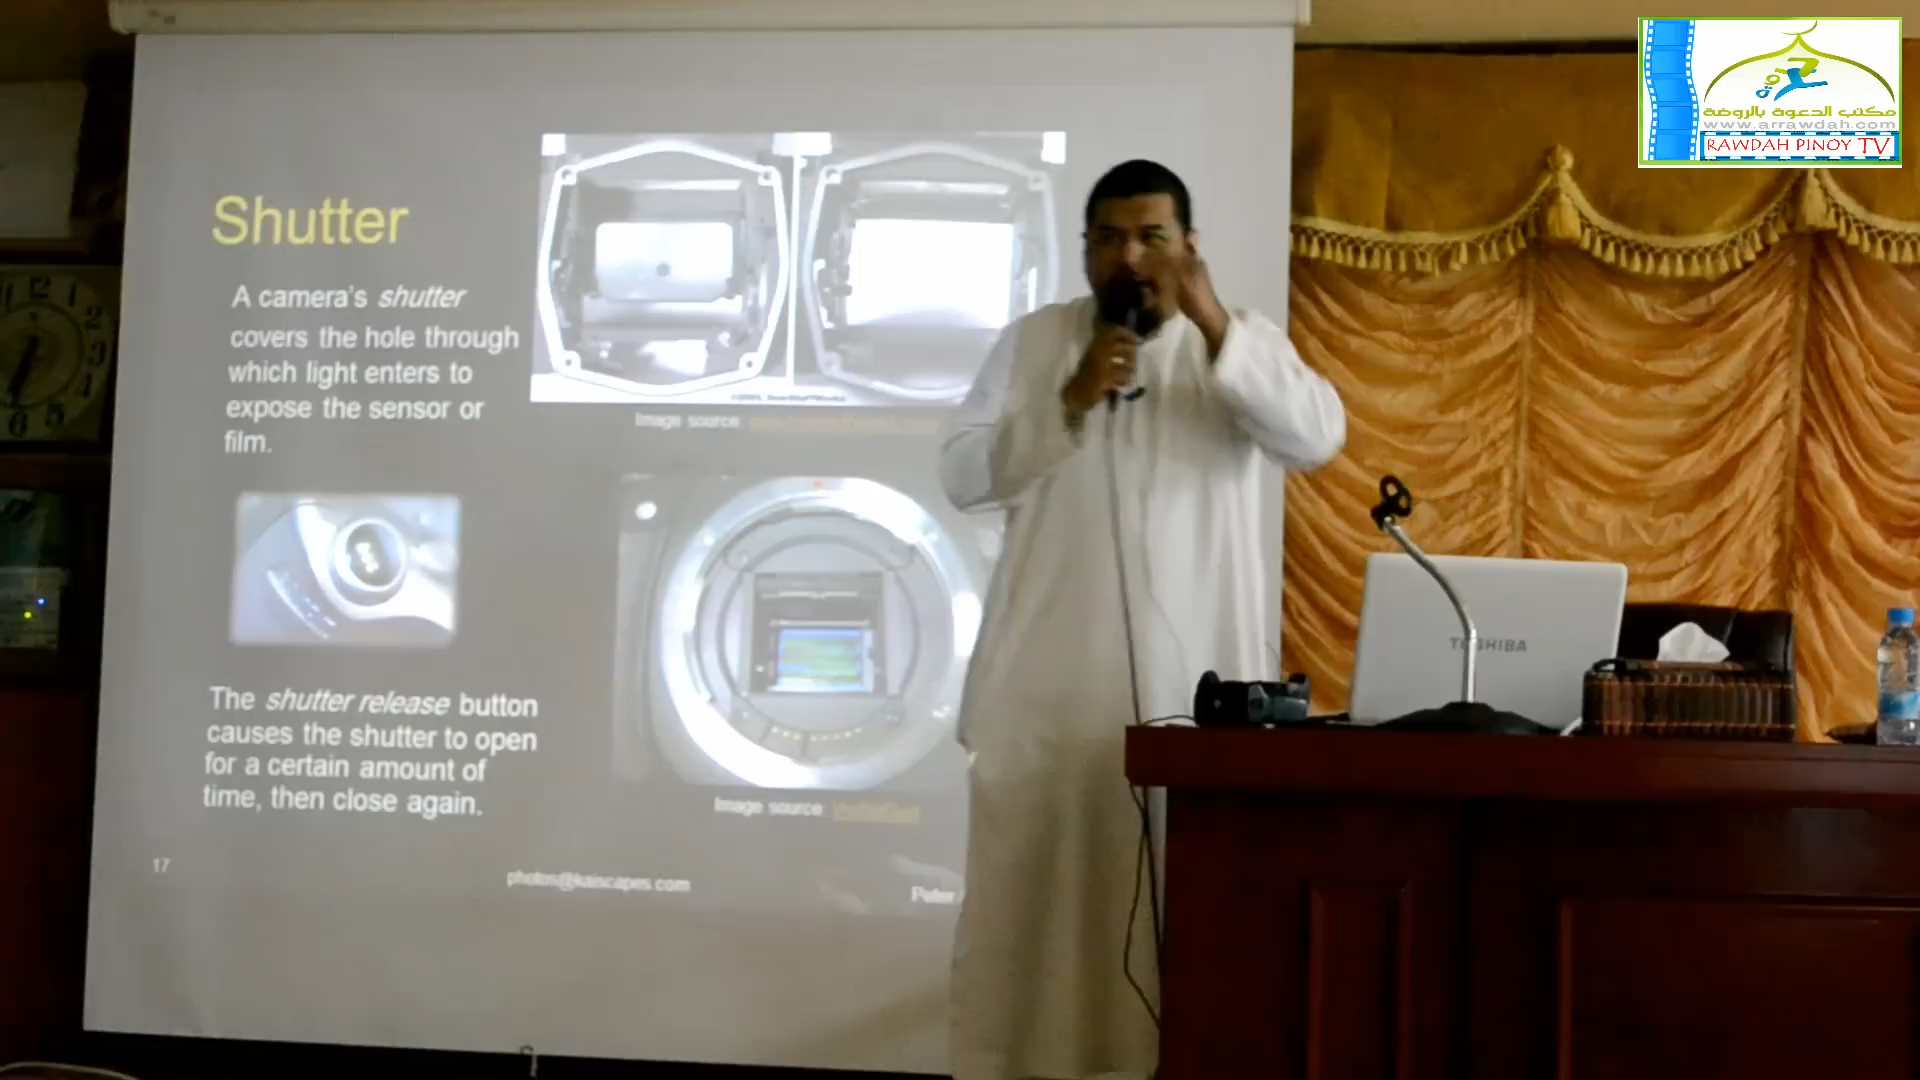 Shutter
A camera's shutter
covers the hole through
which light enters to
expose the sensor or
film.
Image source:
The shutter release button
causes the shutter to open
for a certain amount of
time, then close again.
Image source:
17
photos@kaiscapes.com
Peter
TOSHIBA
مكتب الدعوة بالروضة
www.arrawdah.com
RAWDAH PINOY TV